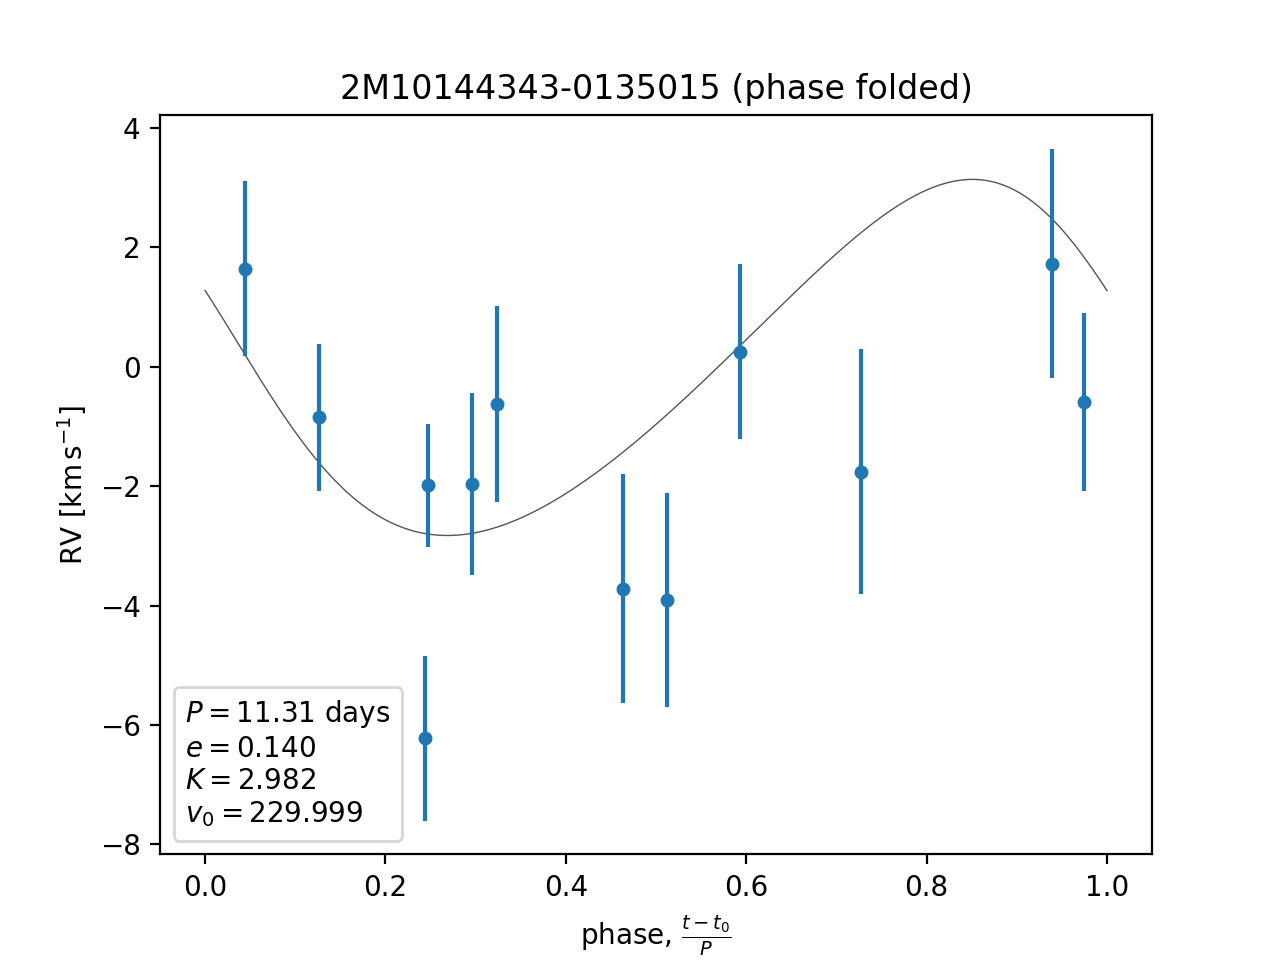 2M10144343-0135015 (phase folded)
4
2
0
−2
−4
−6
−8
RV [km s⁻¹]
P = 11.31 days
e = 0.140
K = 2.982
v₀ = 229.999
0.0 0.2 0.4 0.6 0.8 1.0
phase, (t − t₀)/P